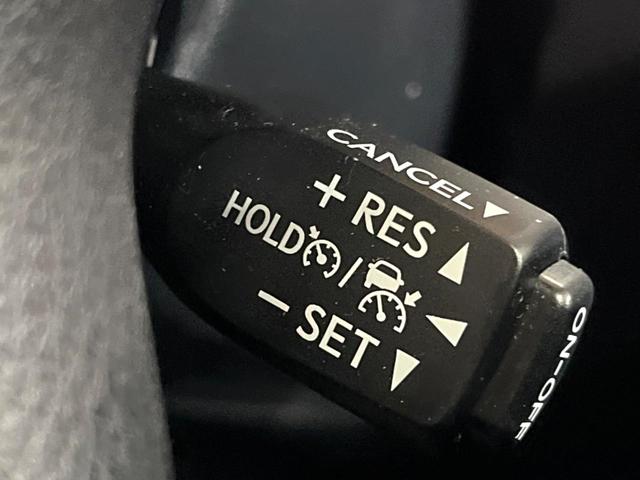 CANCEL ▼
+ RES ▲
HOLD /
- SET ▼
ON-OFF